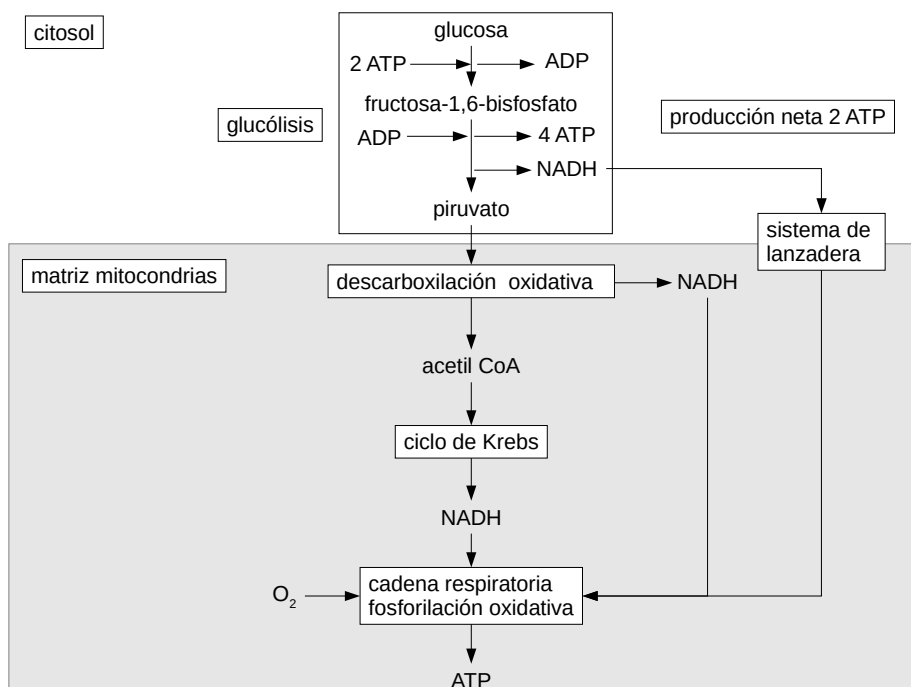 citosol
glucosa
2 ATP
ADP
fructosa-1,6-bisfosfato
glucólisis
producción neta 2 ATP
ADP
4 ATP
NADH
piruvato
sistema de
lanzadera
matriz mitocondrias
descarboxilación oxidativa
NADH
acetil CoA
ciclo de Krebs
NADH
cadena respiratoria
fosforilación oxidativa
O₂
ATP